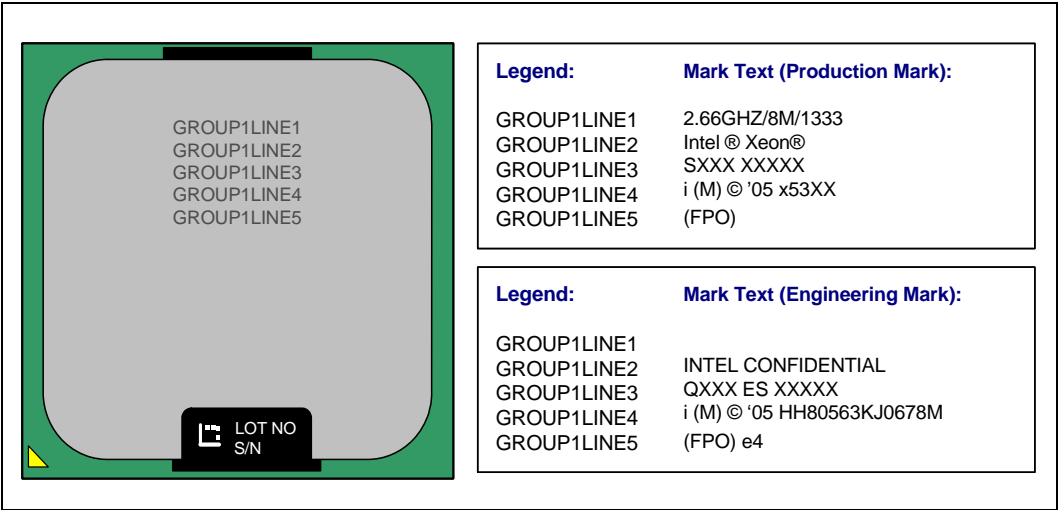 GROUP1LINE1
GROUP1LINE2
GROUP1LINE3
GROUP1LINE4
GROUP1LINE5
LOT NO
S/N
Legend: Mark Text (Production Mark):
GROUP1LINE1 2.66GHZ/8M/1333
GROUP1LINE2 Intel ® Xeon®
GROUP1LINE3 SXXX XXXXX
GROUP1LINE4 i (M) © '05 x53XX
GROUP1LINE5 (FPO)
Legend: Mark Text (Engineering Mark):
GROUP1LINE1
GROUP1LINE2 INTEL CONFIDENTIAL
GROUP1LINE3 QXXX ES XXXXX
GROUP1LINE4 i (M) © ‘05 HH80563KJ0678M
GROUP1LINE5 (FPO) e4